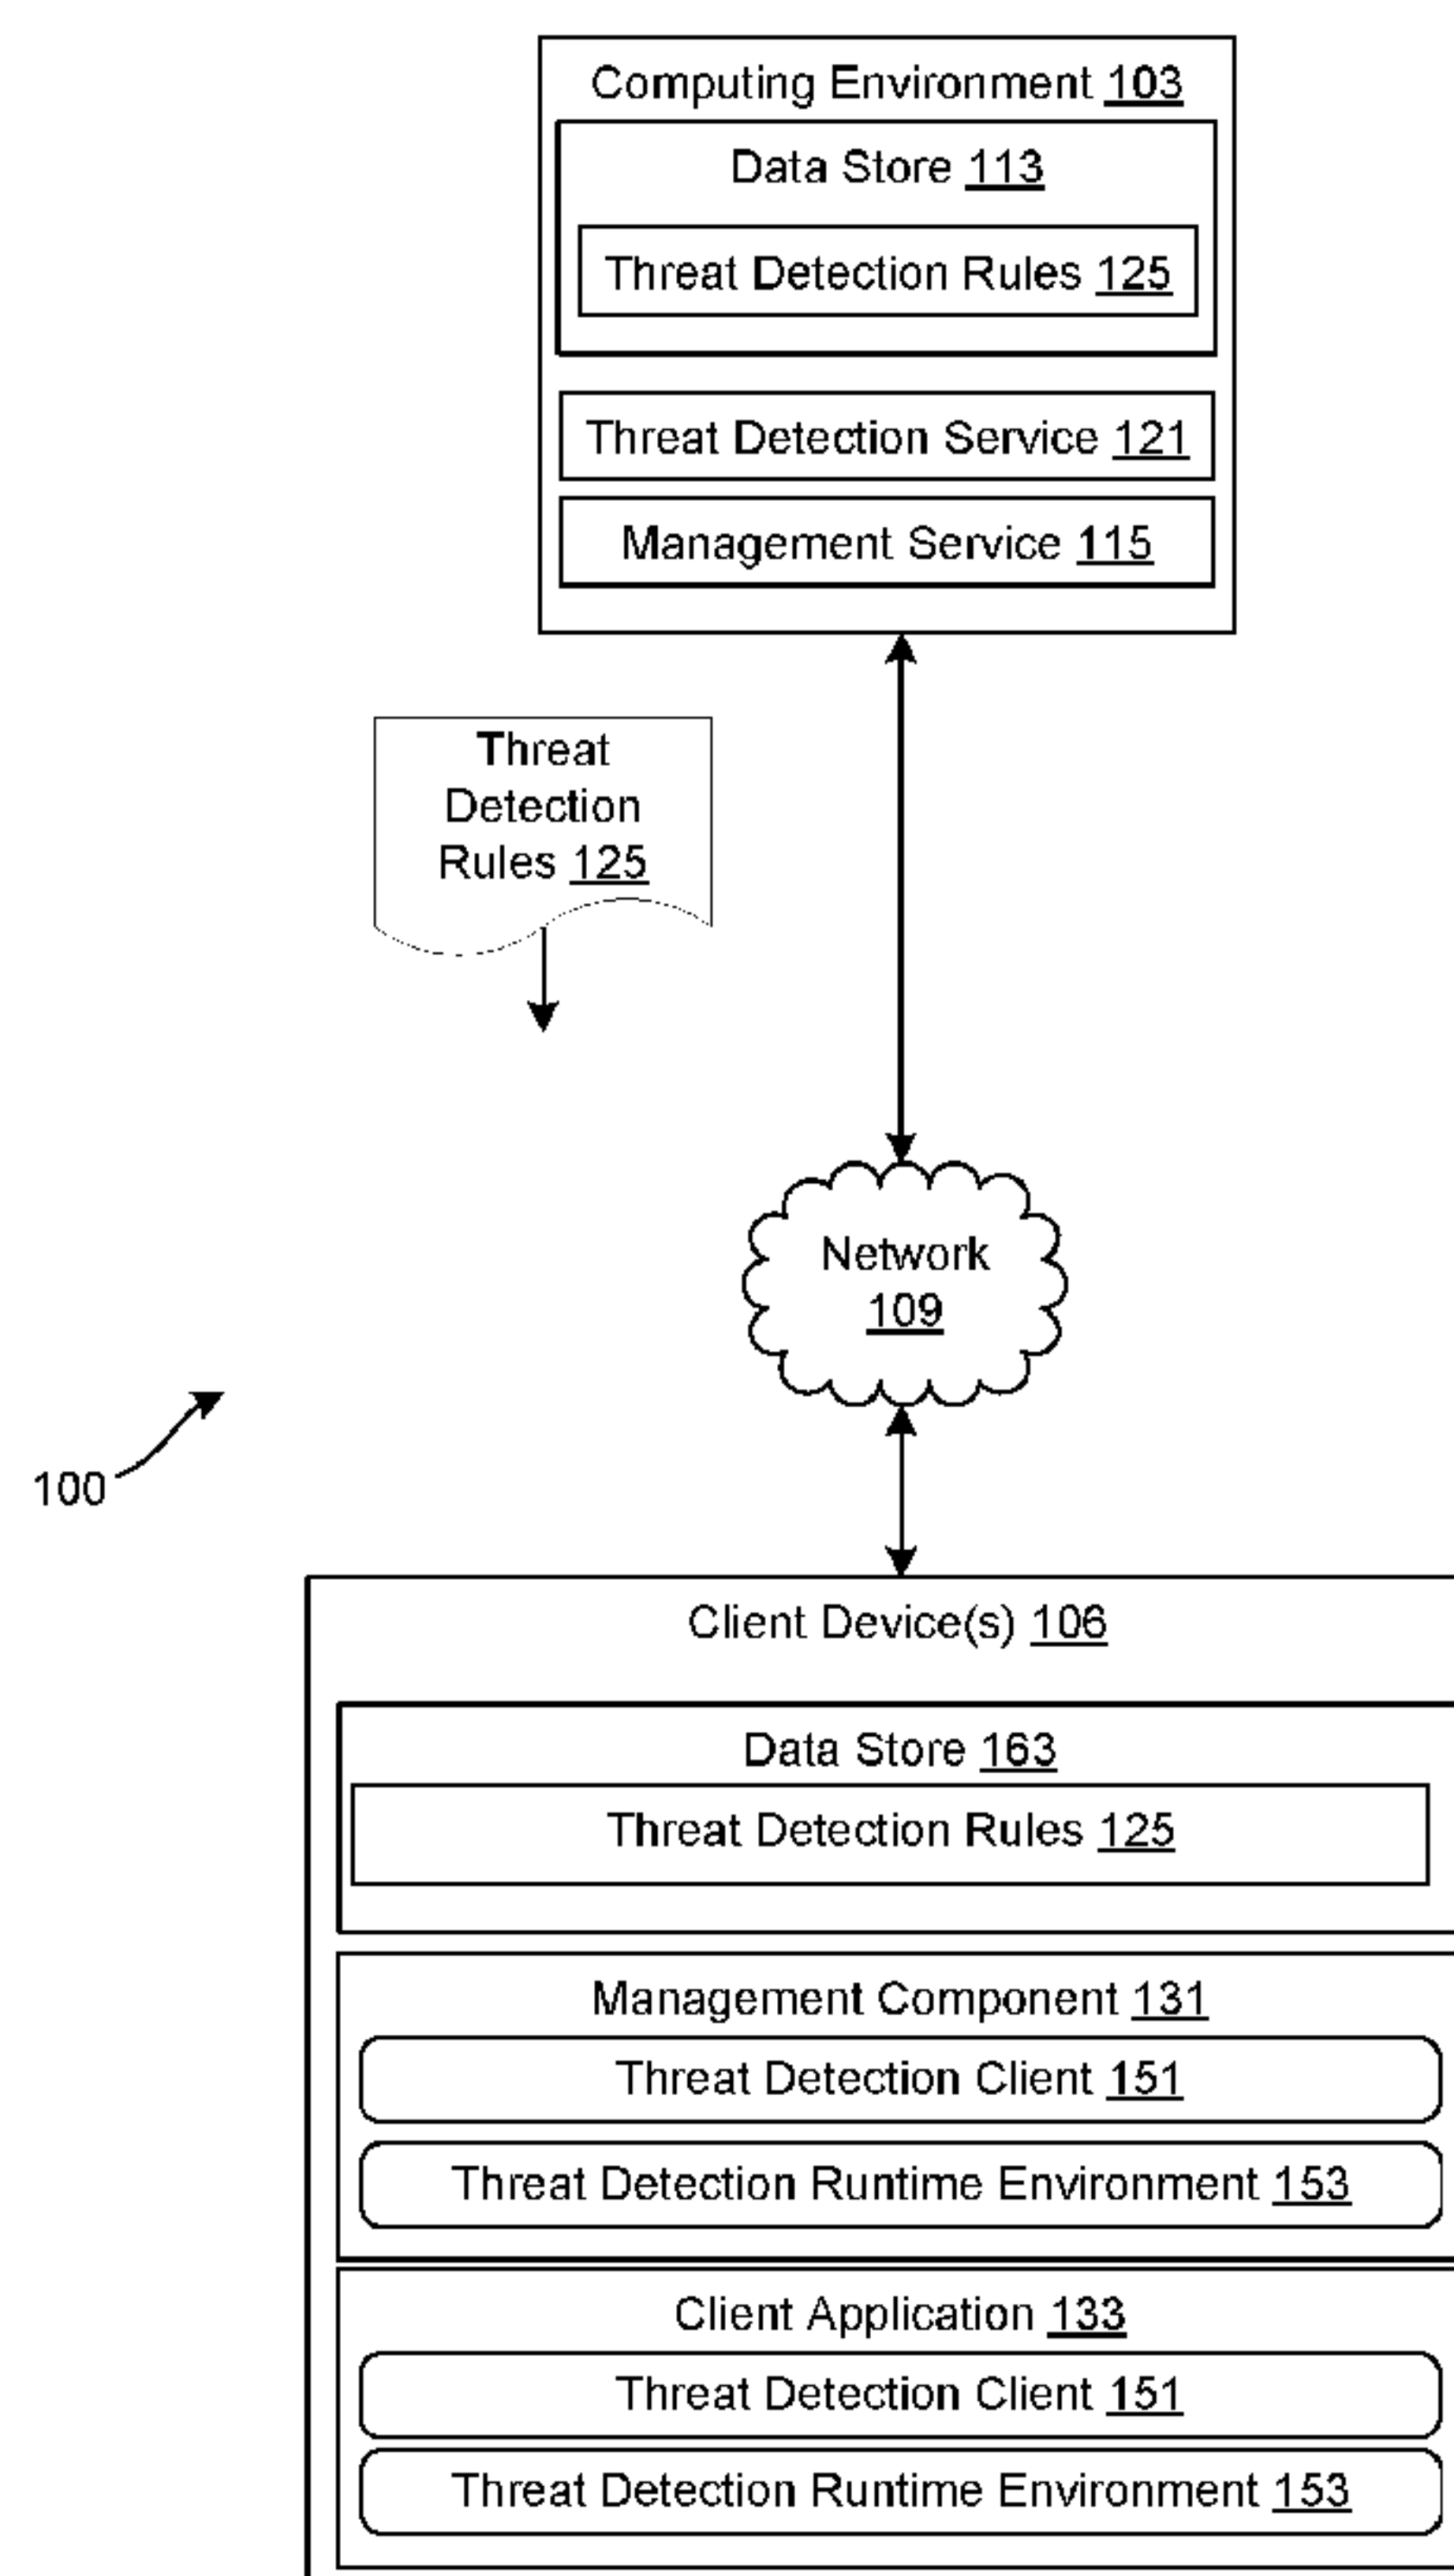 Computing Environment 103
Data Store 113
Threat Detection Rules 125
Threat Detection Service 121
Management Service 115
Threat
Detection
Rules 125
Network
109
100
Client Device(s) 106
Data Store 163
Threat Detection Rules 125
Management Component 131
Threat Detection Client 151
Threat Detection Runtime Environment 153
Client Application 133
Threat Detection Client 151
Threat Detection Runtime Environment 153